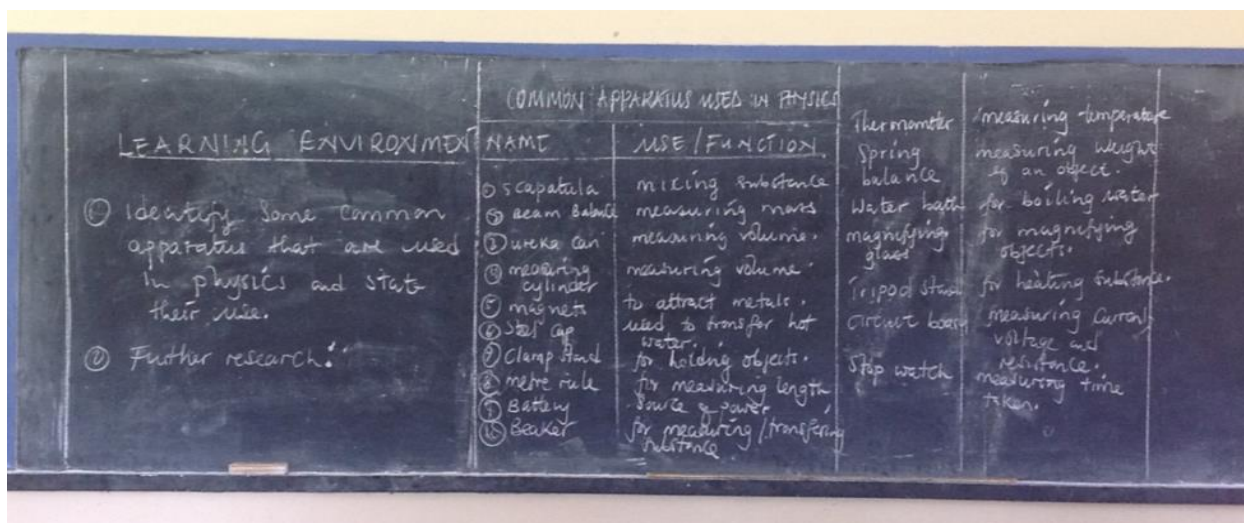 LEARNING ENVIRONMEN
① Identify some common
apparatus that are used
in physics and state
their use.
② Further research!
COMMON APPARATUS USED IN PHYSICS
NAME USE/FUNCTION
① Scapatula mixing substance
② Beam Balance measuring mass
③ ureka can measuring volume.
④ measuring cylinder measuring volume.
⑤ magnets to attract metals.
⑥ cup used to transfer hot
water.
⑦ Clamp stand for holding objects.
⑧ metre rule for measuring length
⑨ Battery source of power
⑩ Beaker for measuring/transfering
substance
Thermometer measuring temperature
Spring measuring weight
balance of an object.
Water bath for boiling water
magnifying for magnifying
glass objects.
Tripod stand for heating substance.
circuit board measuring current
voltage and
resistance.
Stop watch measuring time
taken.